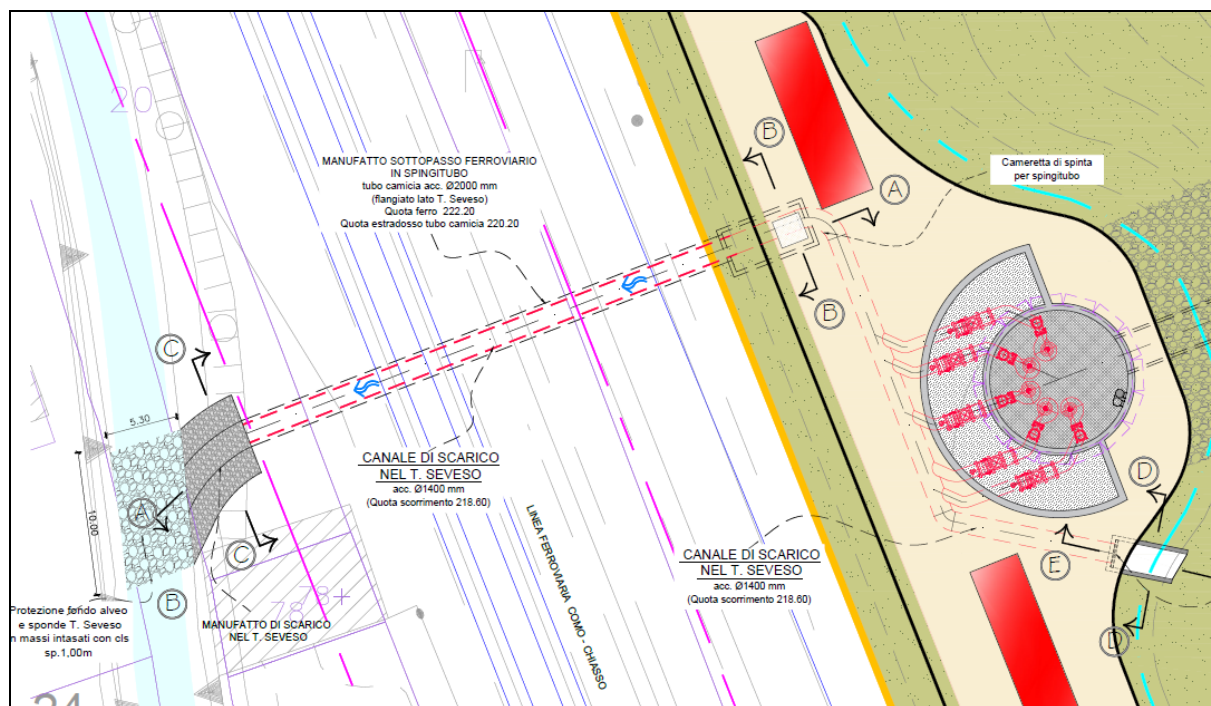 20
MANUFATTO SOTTOPASSO FERROVIARIO
IN SPINGITUBO
tubo camicia acc. Ø2000 mm
(flangiato lato T. Seveso)
Quota ferro 222.20
Quota estradosso tubo camicia 220.20
B
A
Cameretta di spinta
per spingitubo
B
C
5.30
10.00
A
C
B
CANALE DI SCARICO
NEL T. SEVESO
acc. Ø1400 mm
(Quota scorrimento 218.60)
LINEA FERROVIARIA COMO - CHIASSO
CANALE DI SCARICO
NEL T. SEVESO
acc. Ø1400 mm
(Quota scorrimento 218.60)
D
E
D
Protezione fondo alveo
e sponde T. Seveso
n massi intasati con cls
sp.1,00m
MANUFATTO DI SCARICO
NEL T. SEVESO